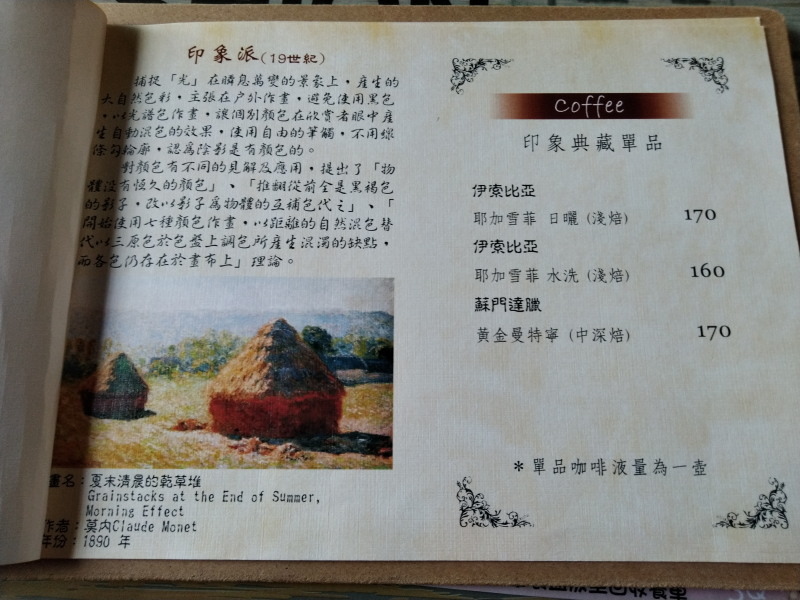 印象派(19世紀)
捕捉「光」在瞬息萬變的景象上，產生的
大自然色彩，主張在戶外作畫，避免使用黑色
，以光譜色作畫，讓個別顏色在欣賞者眼中產
生自動混色的效果，使用自由的筆觸，不用線
條勾輪廓，認為陰影是有顏色的。
對顏色有不同的見解及應用，提出了「物
體沒有恆久的顏色」、「推翻從前全是黑褐色
的影子，改以影子為物體的互補色代之」、「
開始使用七種顏色作畫，以距離的自然混色替
代以三原色於色盤上調色所產生混濁的缺點，
而各色仍存在於畫布上」理論。
畫名：夏末清晨的乾草堆
Grainstacks at the End of Summer,
Morning Effect
作者：莫內Claude Monet
年份：1890 年
Coffee
印象典藏單品
伊索比亞
耶加雪菲 日曬 (淺焙) 170
伊索比亞
耶加雪菲 水洗 (淺焙) 160
蘇門達臘
黃金曼特寧 (中深焙) 170
＊單品咖啡液量為一壺